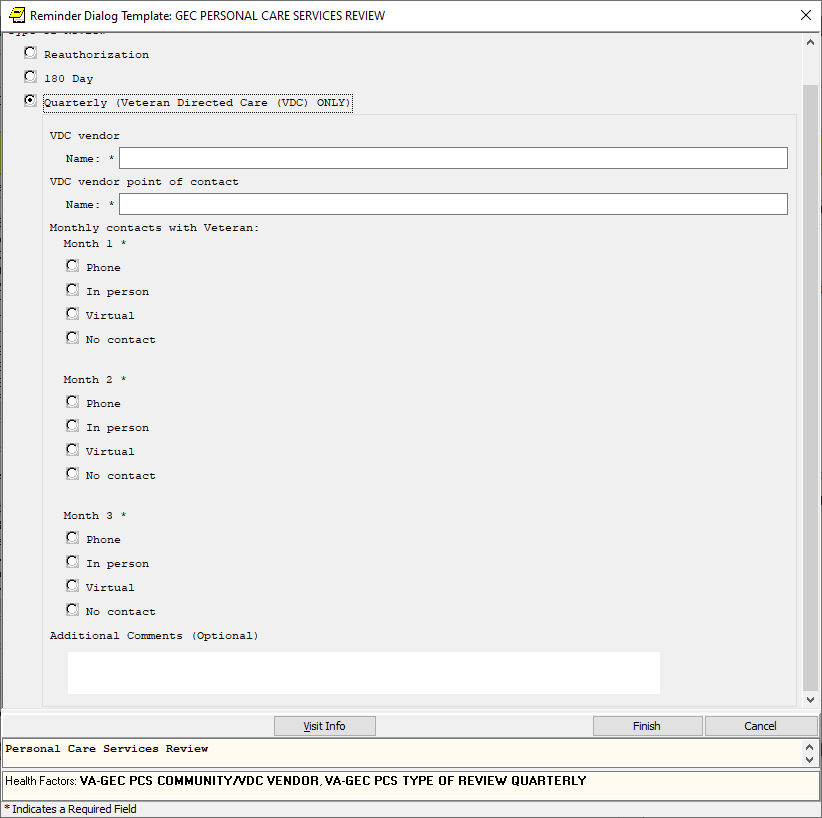 Reminder Dialog Template: GEC PERSONAL CARE SERVICES REVIEW
Reauthorization
180 Day
Quarterly (Veteran Directed Care (VDC) ONLY)
VDC vendor
Name: *
VDC vendor point of contact
Name: *
Monthly contacts with Veteran:
Month 1 *
Phone
In person
Virtual
No contact
Month 2 *
Phone
In person
Virtual
No contact
Month 3 *
Phone
In person
Virtual
No contact
Additional Comments (Optional)
Visit Info Finish Cancel
Personal Care Services Review
Health Factors: VA-GEC PCS COMMUNITY/VDC VENDOR, VA-GEC PCS TYPE OF REVIEW QUARTERLY
* Indicates a Required Field